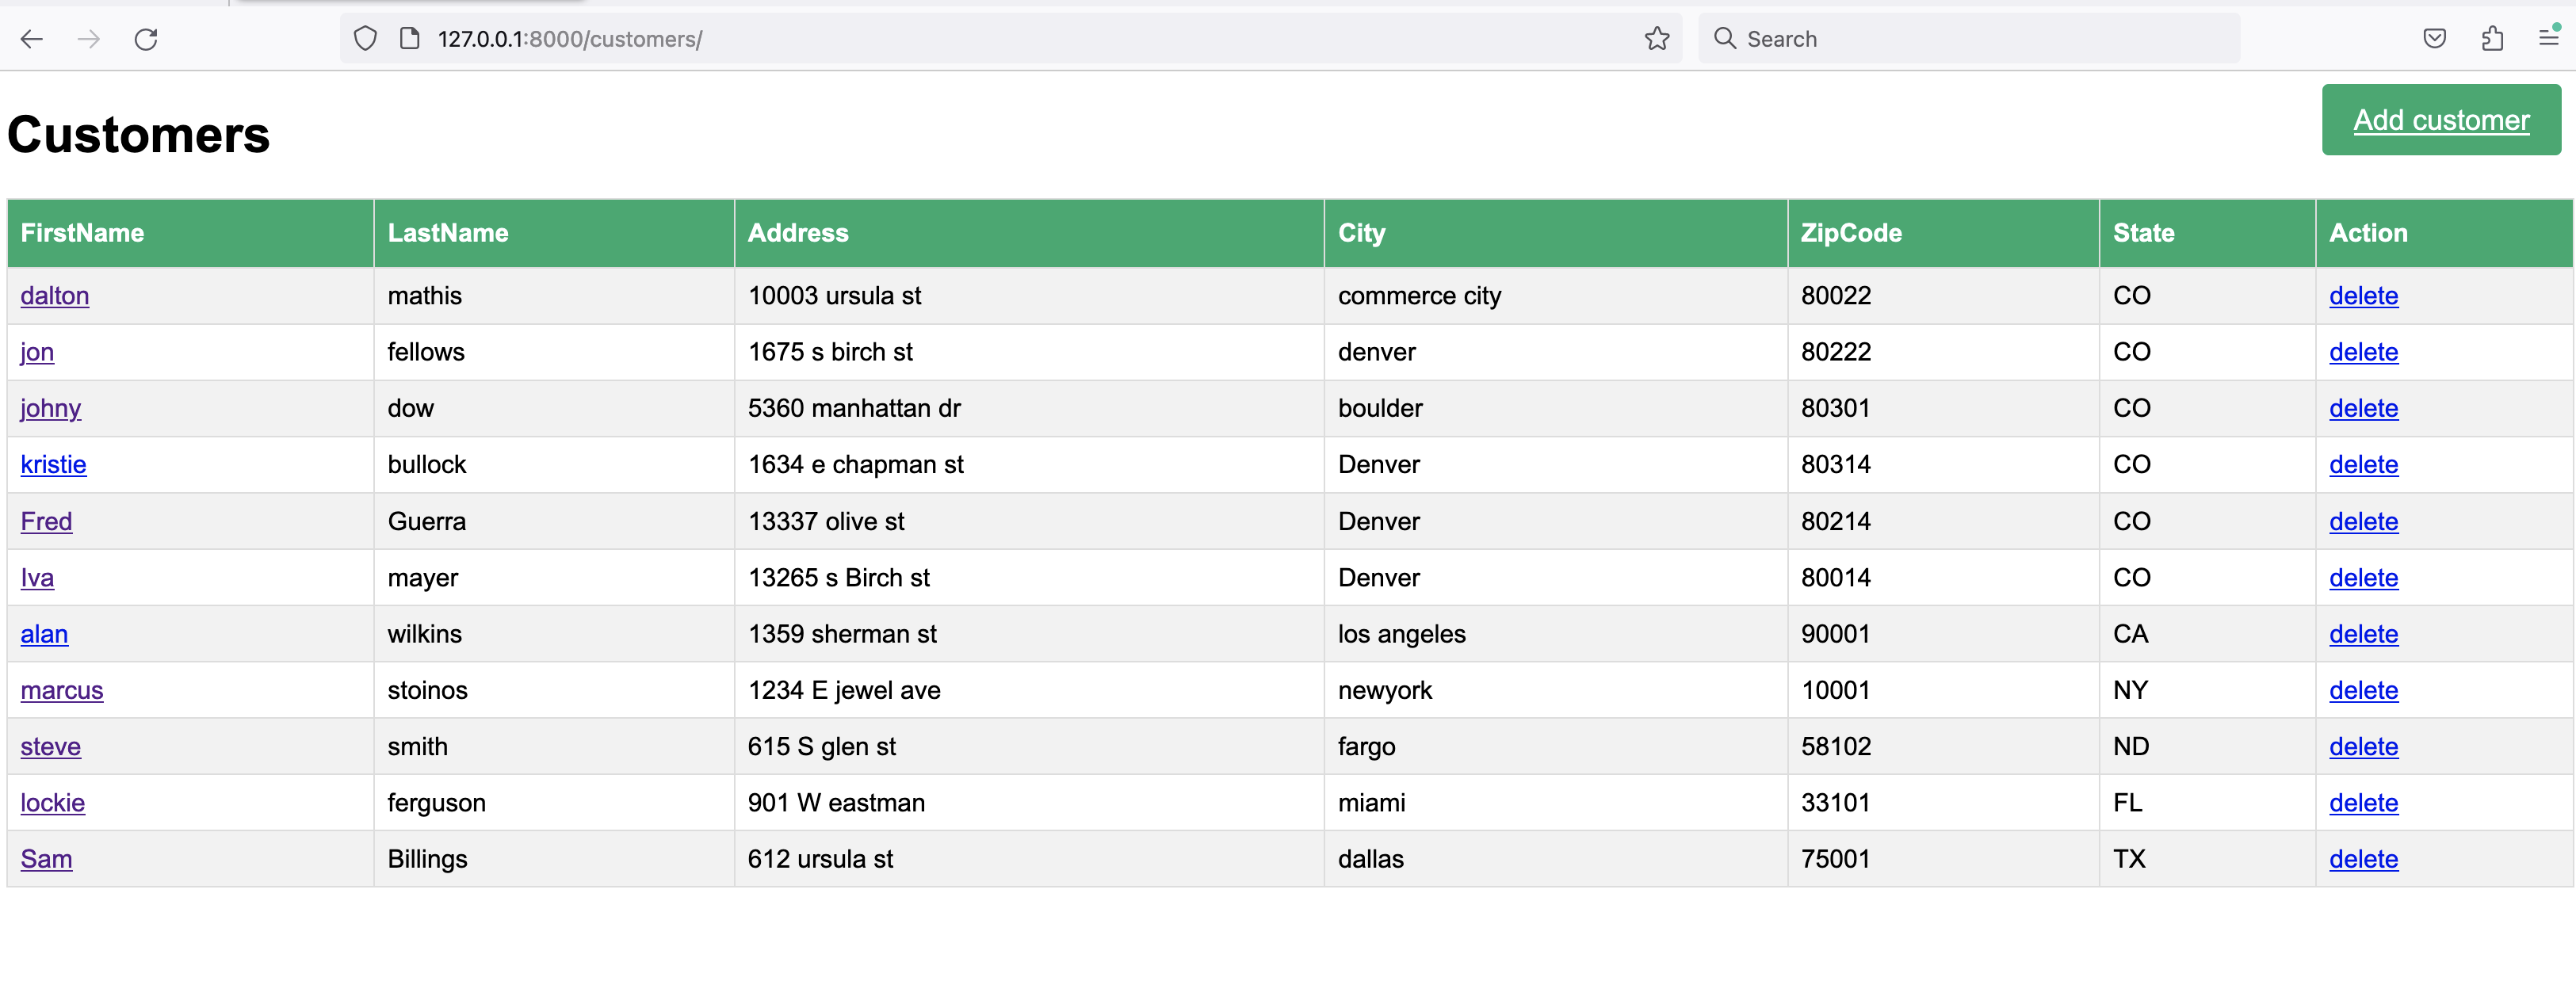 127.0.0.1:8000/customers/ Search
Customers Add customer
FirstName LastName Address City ZipCode State Action
dalton mathis 10003 ursula st commerce city 80022 CO delete
jon fellows 1675 s birch st denver 80222 CO delete
johny dow 5360 manhattan dr boulder 80301 CO delete
kristie bullock 1634 e chapman st Denver 80314 CO delete
Fred Guerra 13337 olive st Denver 80214 CO delete
Iva mayer 13265 s Birch st Denver 80014 CO delete
alan wilkins 1359 sherman st los angeles 90001 CA delete
marcus stoinos 1234 E jewel ave newyork 10001 NY delete
steve smith 615 S glen st fargo 58102 ND delete
lockie ferguson 901 W eastman miami 33101 FL delete
Sam Billings 612 ursula st dallas 75001 TX delete